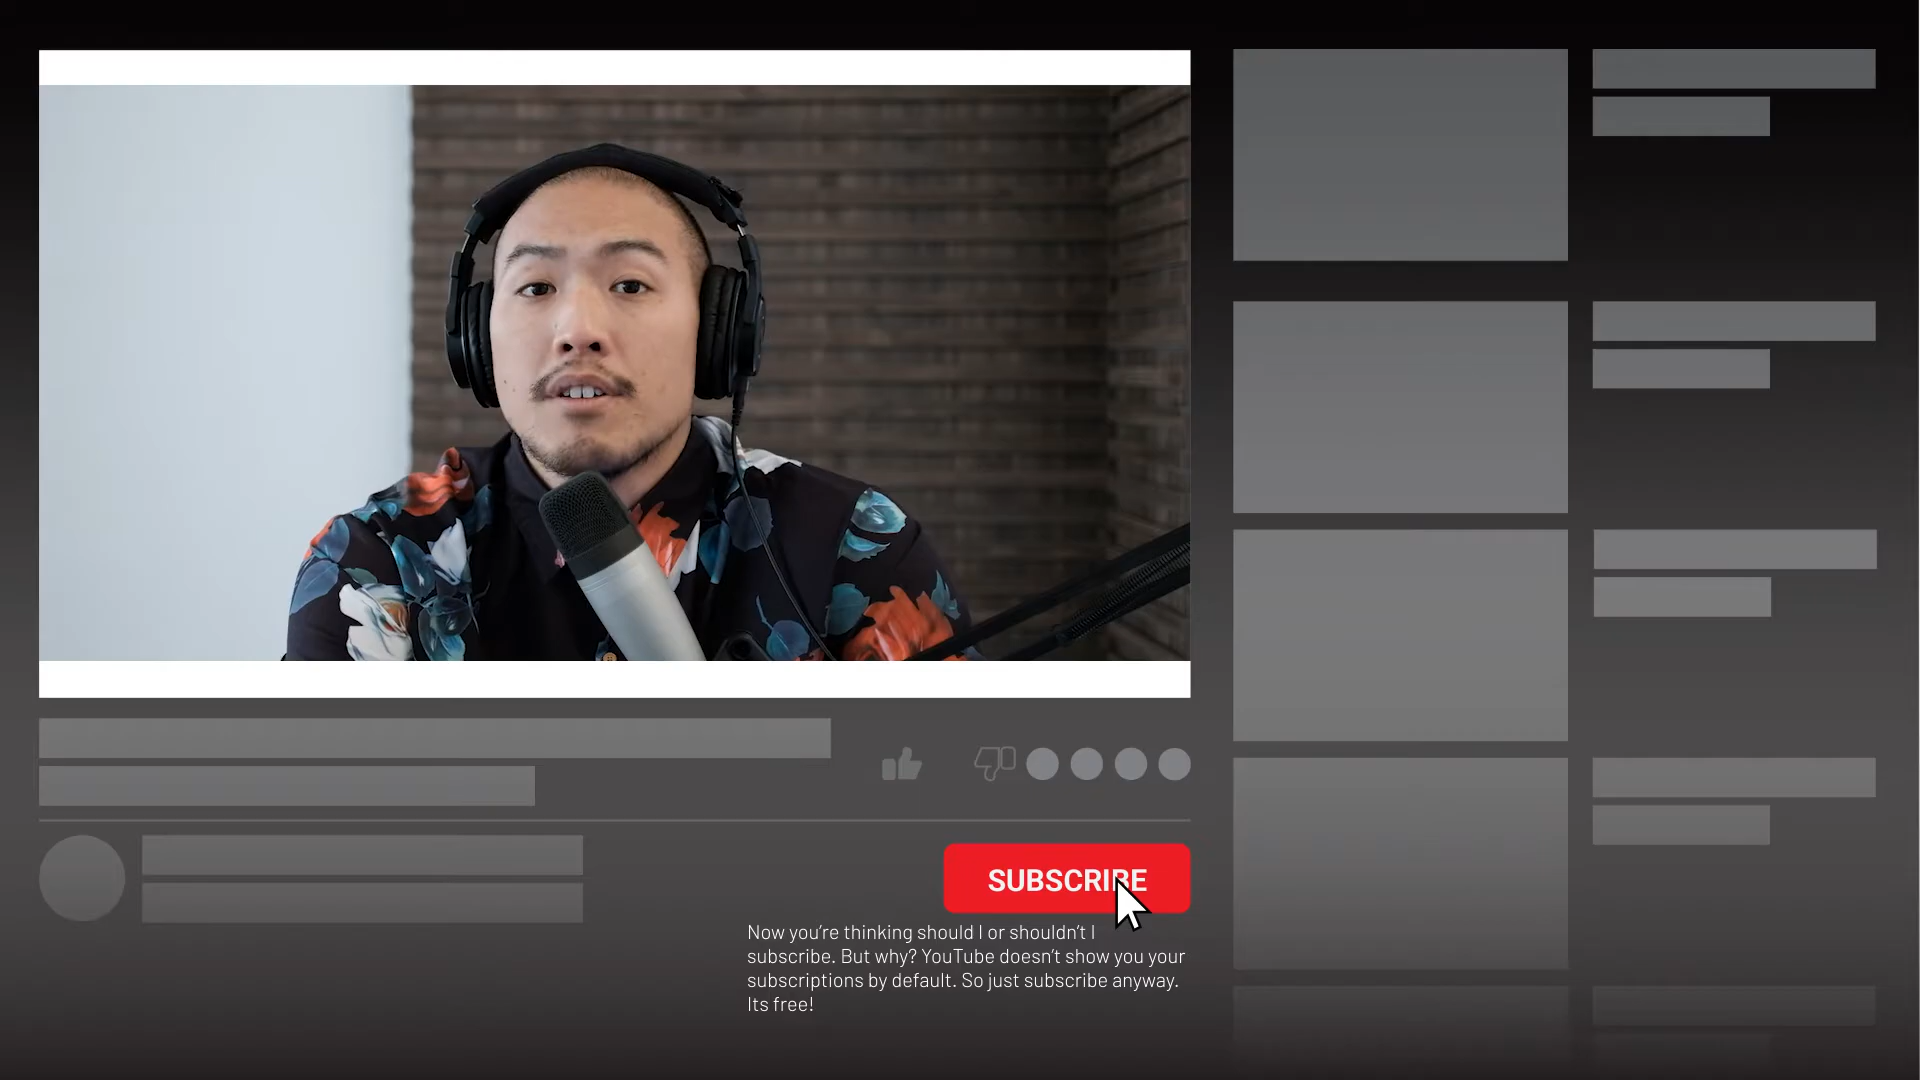 SUBSCRIBE
Now you’re thinking should I or shouldn’t I
subscribe. But why? YouTube doesn’t show you your
subscriptions by default. So just subscribe anyway.
Its free!